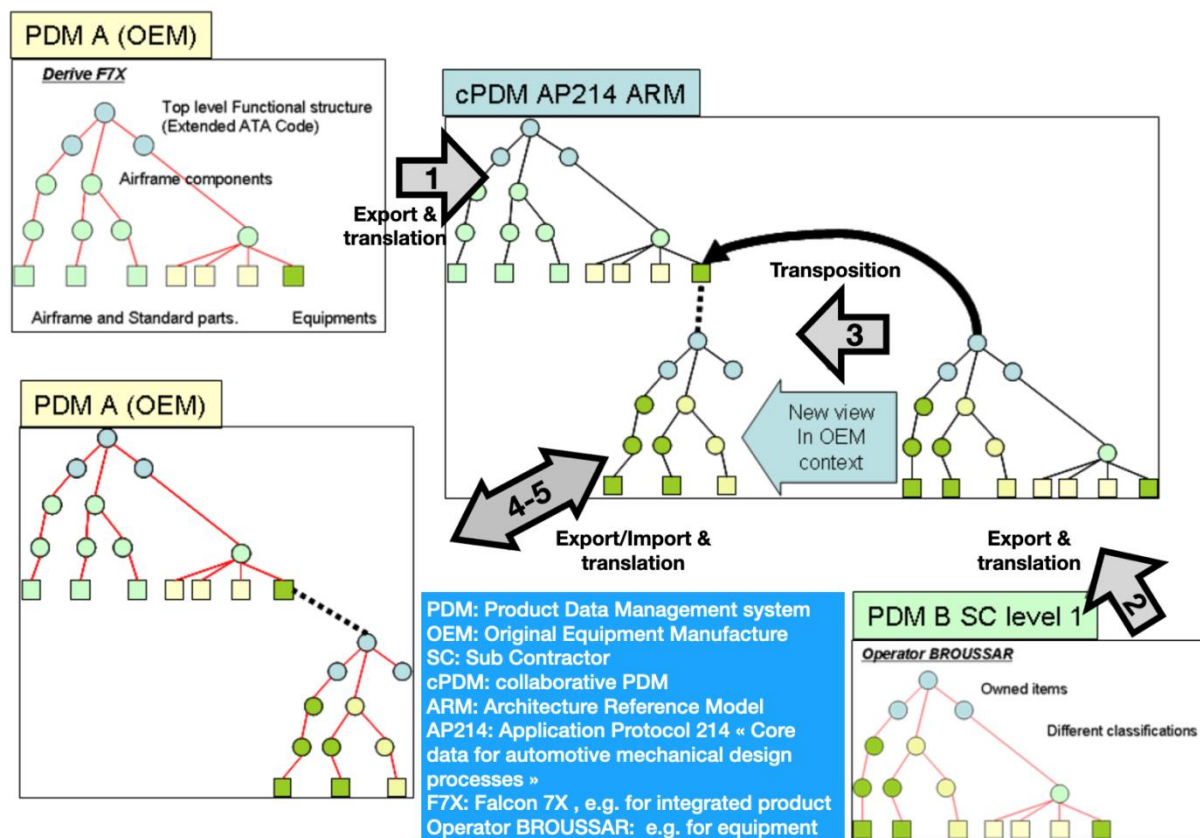 PDM A (OEM)
Derive F7X
Top level Functional structure
(Extended ATA Code)
Airframe components
Airframe and Standard parts.
Equipments
cPDM AP214 ARM
1
Export &
translation
Transposition
3
New view
In OEM
context
4-5
Export/Import &
translation
Export &
translation
2
PDM A (OEM)
PDM: Product Data Management system
OEM: Original Equipment Manufacture
SC: Sub Contractor
cPDM: collaborative PDM
ARM: Architecture Reference Model
AP214: Application Protocol 214 « Core
data for automotive mechanical design
processes »
F7X: Falcon 7X , e.g. for integrated product
Operator BROUSSAR:  e.g. for equipment
PDM B SC level 1
Operator BROUSSAR
Owned items
Different classifications